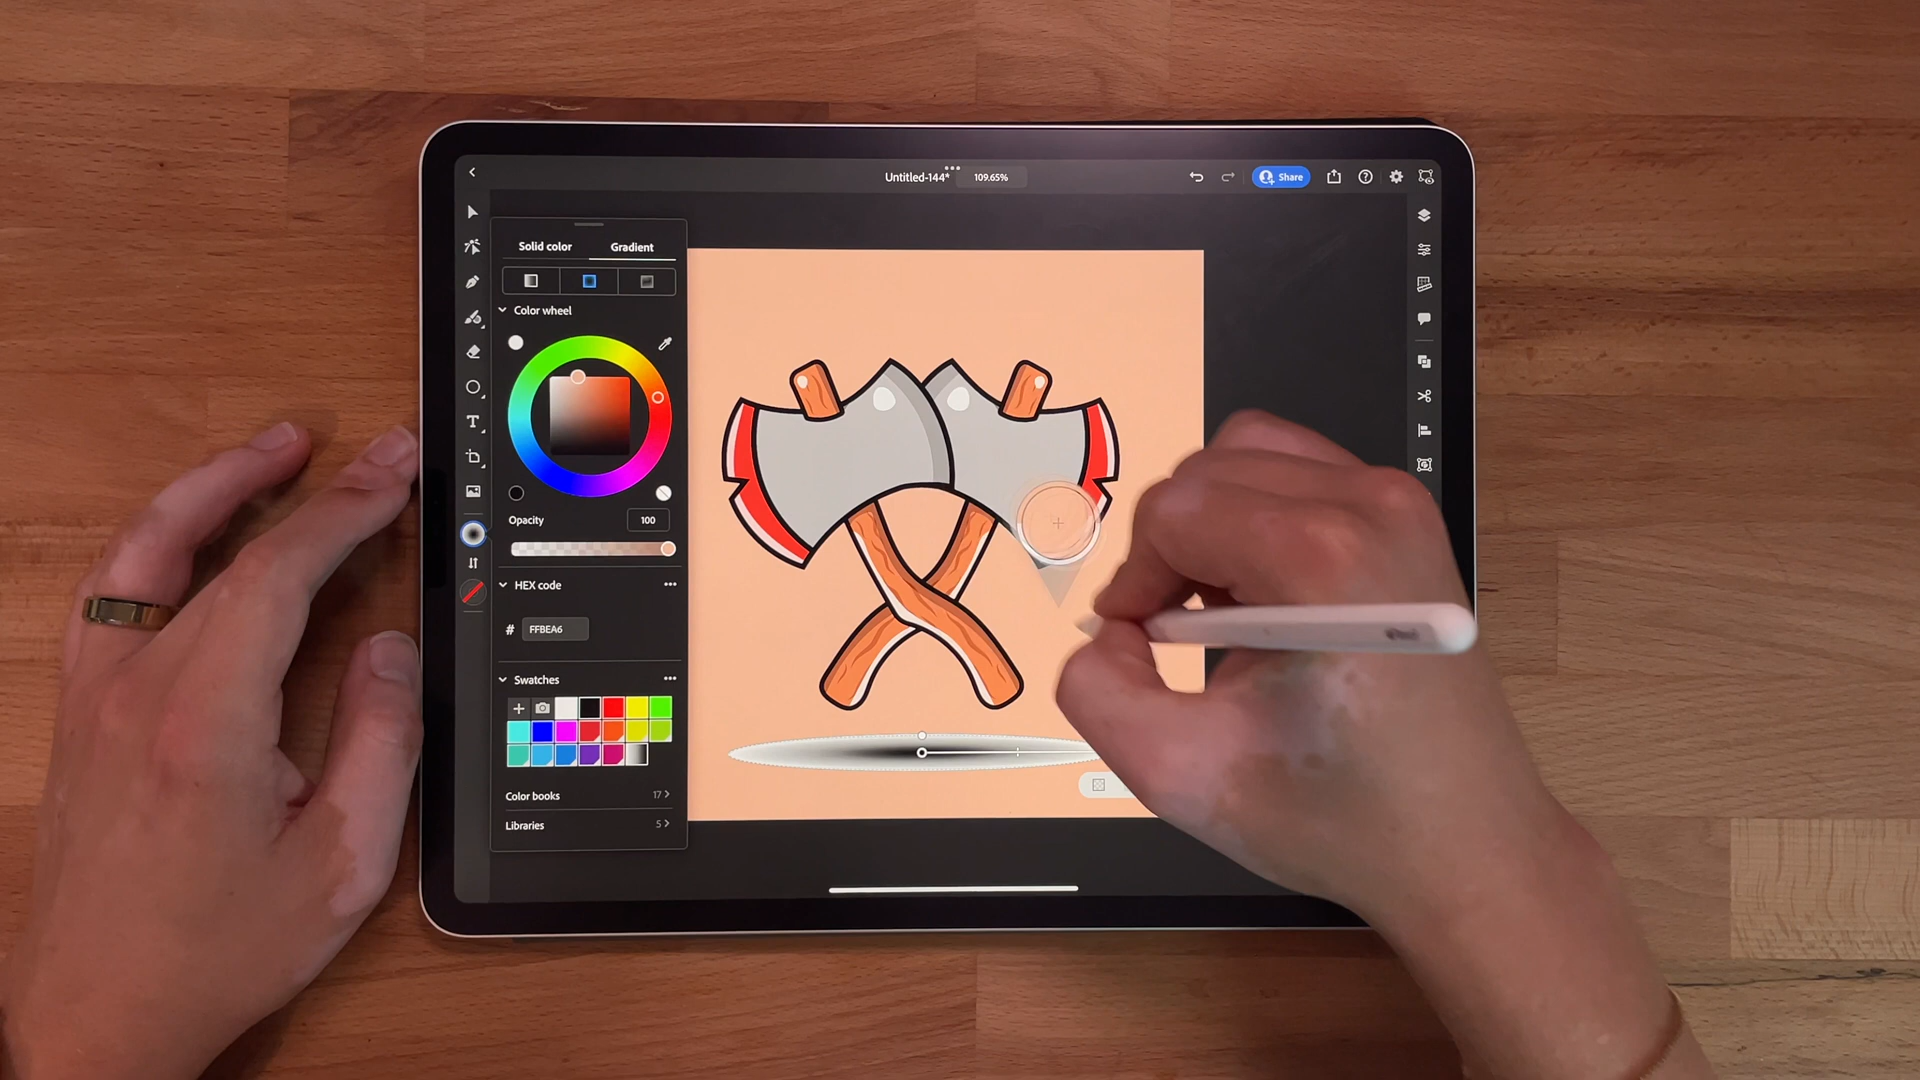 Untitled-144*
109.65%
Share
Solid color
Gradient
Color wheel
Opacity
100
HEX code
# FFBEA6
Swatches
Color books
17
Libraries
5